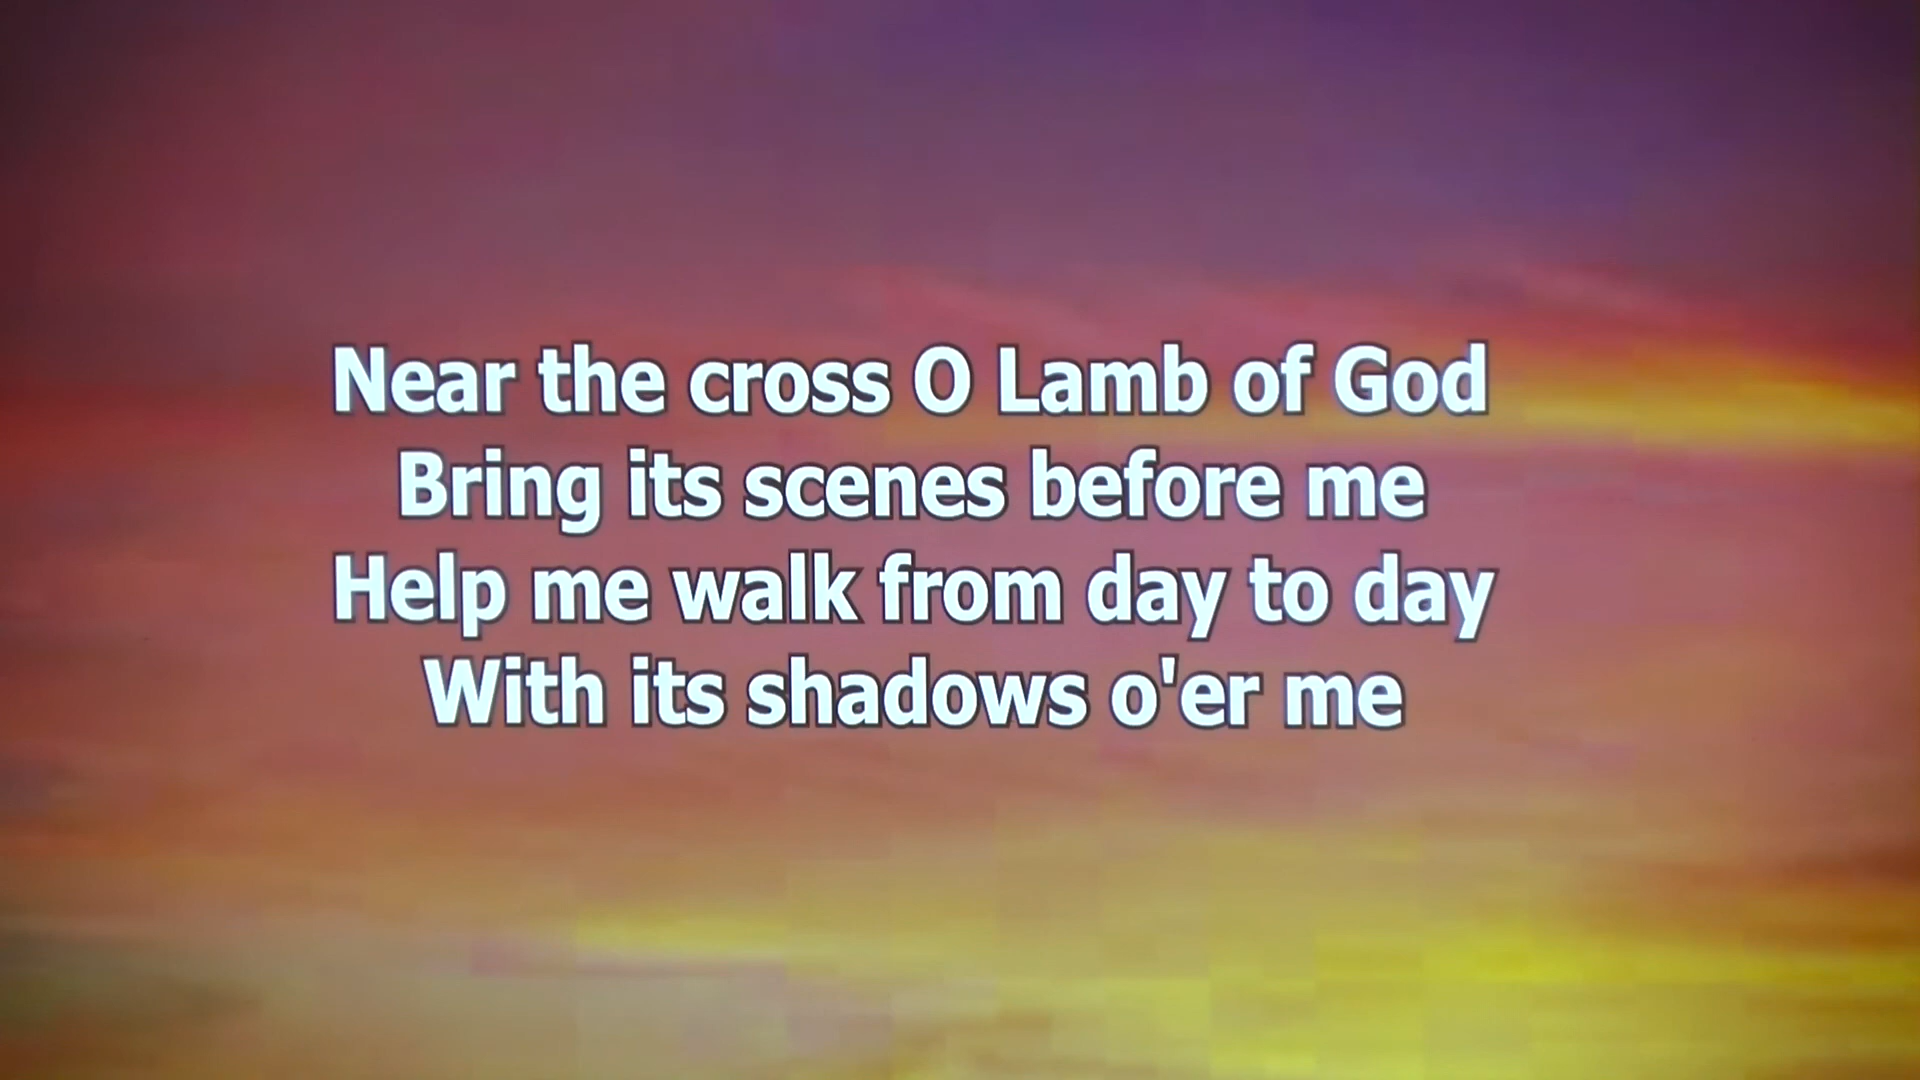 Near the cross O Lamb of God
Bring its scenes before me
Help me walk from day to day
With its shadows o'er me